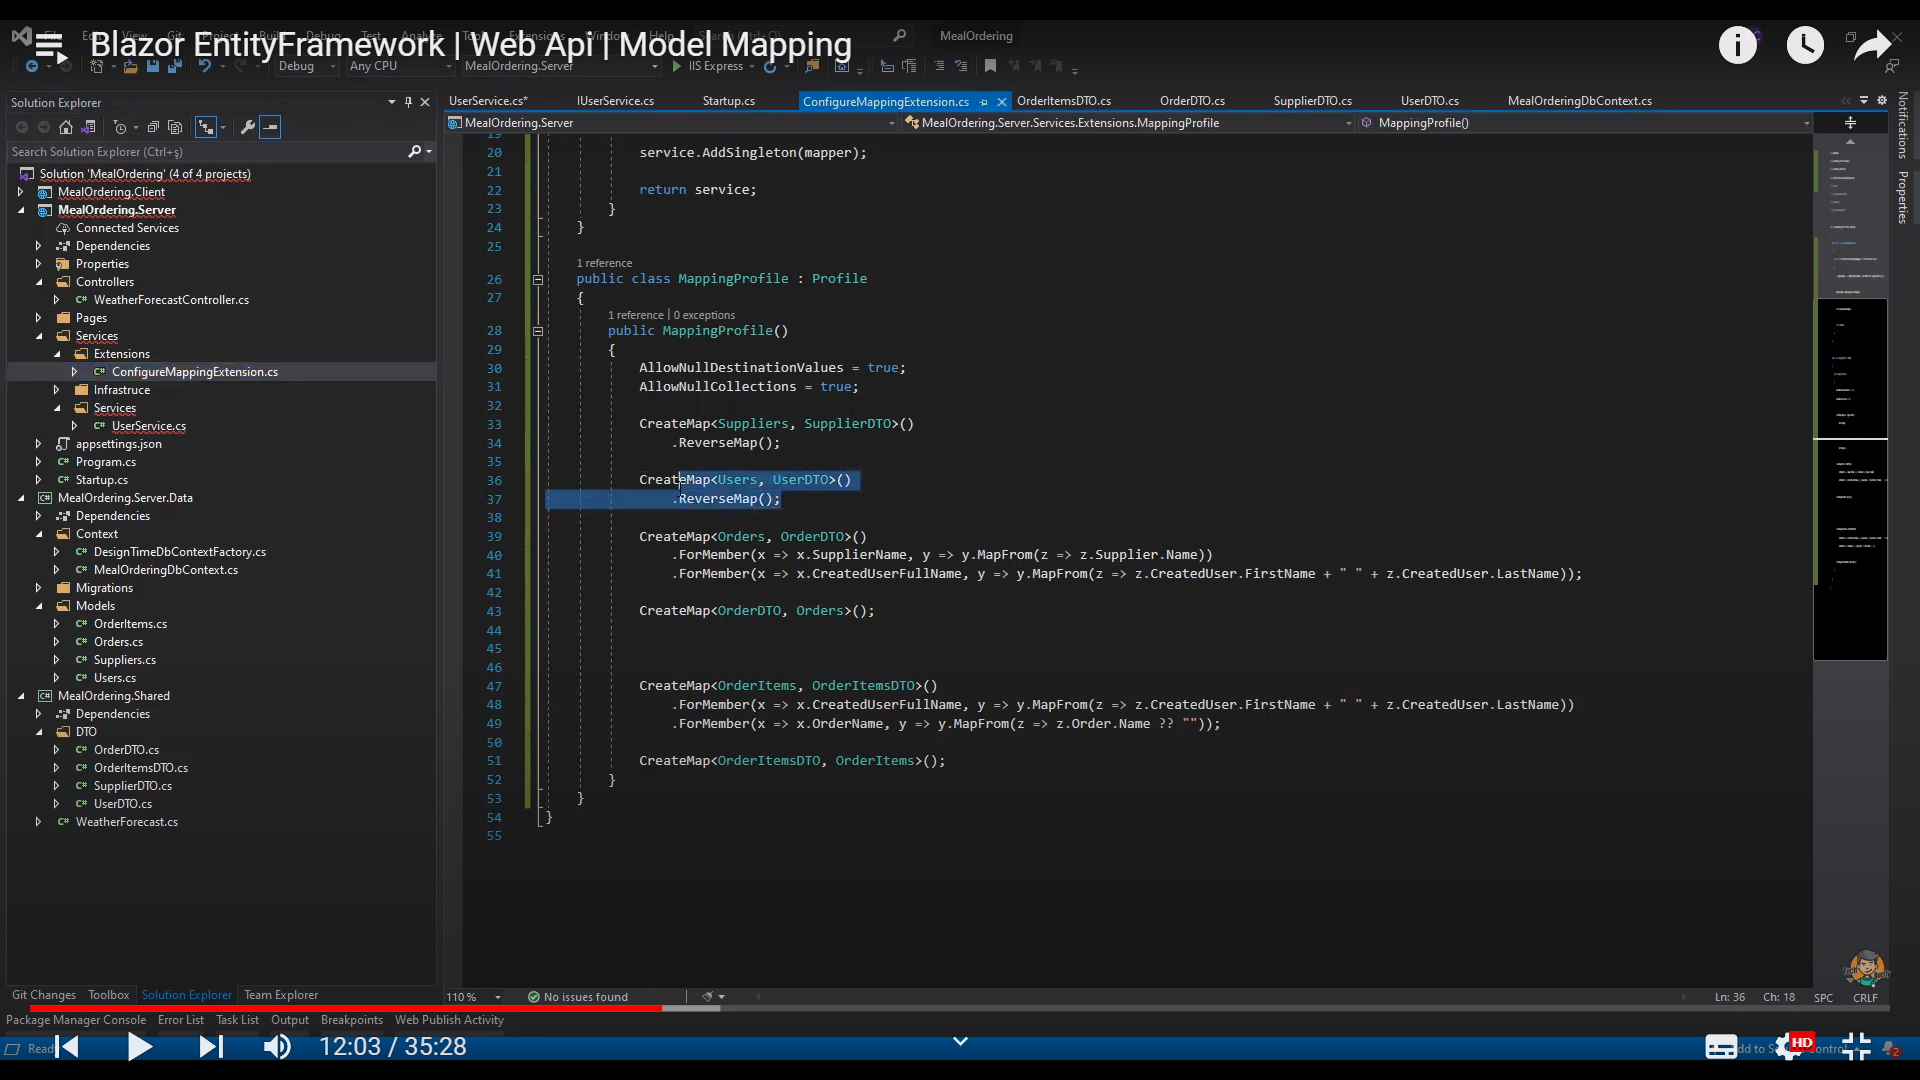 Blazor EntityFramework | Web Api | Model Mapping
MealOrdering
Debug
Any CPU
MealOrdering.Server
IIS Express
Solution Explorer
Search Solution Explorer (Ctrl+ş)
Solution 'MealOrdering' (4 of 4 projects)
MealOrdering.Client
MealOrdering.Server
Connected Services
Dependencies
Properties
Controllers
WeatherForecastController.cs
Pages
Services
Extensions
ConfigureMappingExtension.cs
Infrastruce
Services
UserService.cs
appsettings.json
Program.cs
Startup.cs
MealOrdering.Server.Data
Dependencies
Context
DesignTimeDbContextFactory.cs
MealOrderingDbContext.cs
Migrations
Models
OrderItems.cs
Orders.cs
Suppliers.cs
Users.cs
MealOrdering.Shared
Dependencies
DTO
OrderDTO.cs
OrderItemsDTO.cs
SupplierDTO.cs
UserDTO.cs
WeatherForecast.cs
Git Changes Toolbox Solution Explorer Team Explorer
UserService.cs* IUserService.cs Startup.cs ConfigureMappingExtension.cs OrderItemsDTO.cs OrderDTO.cs SupplierDTO.cs UserDTO.cs MealOrderingDbContext.cs
MealOrdering.Server MealOrdering.Server.Services.Extensions.MappingProfile MappingProfile()
19
20 service.AddSingleton(mapper);
21
22 return service;
23 }
24 }
25
1 reference
26 public class MappingProfile : Profile
27 {
1 reference | 0 exceptions
28 public MappingProfile()
29 {
30 AllowNullDestinationValues = true;
31 AllowNullCollections = true;
32
33 CreateMap<Suppliers, SupplierDTO>()
34 .ReverseMap();
35
36 CreateMap<Users, UserDTO>()
37 .ReverseMap();
38
39 CreateMap<Orders, OrderDTO>()
40 .ForMember(x => x.SupplierName, y => y.MapFrom(z => z.Supplier.Name))
41 .ForMember(x => x.CreatedUserFullName, y => y.MapFrom(z => z.CreatedUser.FirstName + " " + z.CreatedUser.LastName));
42
43 CreateMap<OrderDTO, Orders>();
44
45
46
47 CreateMap<OrderItems, OrderItemsDTO>()
48 .ForMember(x => x.CreatedUserFullName, y => y.MapFrom(z => z.CreatedUser.FirstName + " " + z.CreatedUser.LastName))
49 .ForMember(x => x.OrderName, y => y.MapFrom(z => z.Order.Name ?? ""));
50
51 CreateMap<OrderItemsDTO, OrderItems>();
52 }
53 }
54 }
55
Notifications
Properties
110 % No issues found Ln: 36 Ch: 18 SPC CRLF
Package Manager Console Error List Task List Output Breakpoints Web Publish Activity
Ready
12:03 / 35:28
HD
2